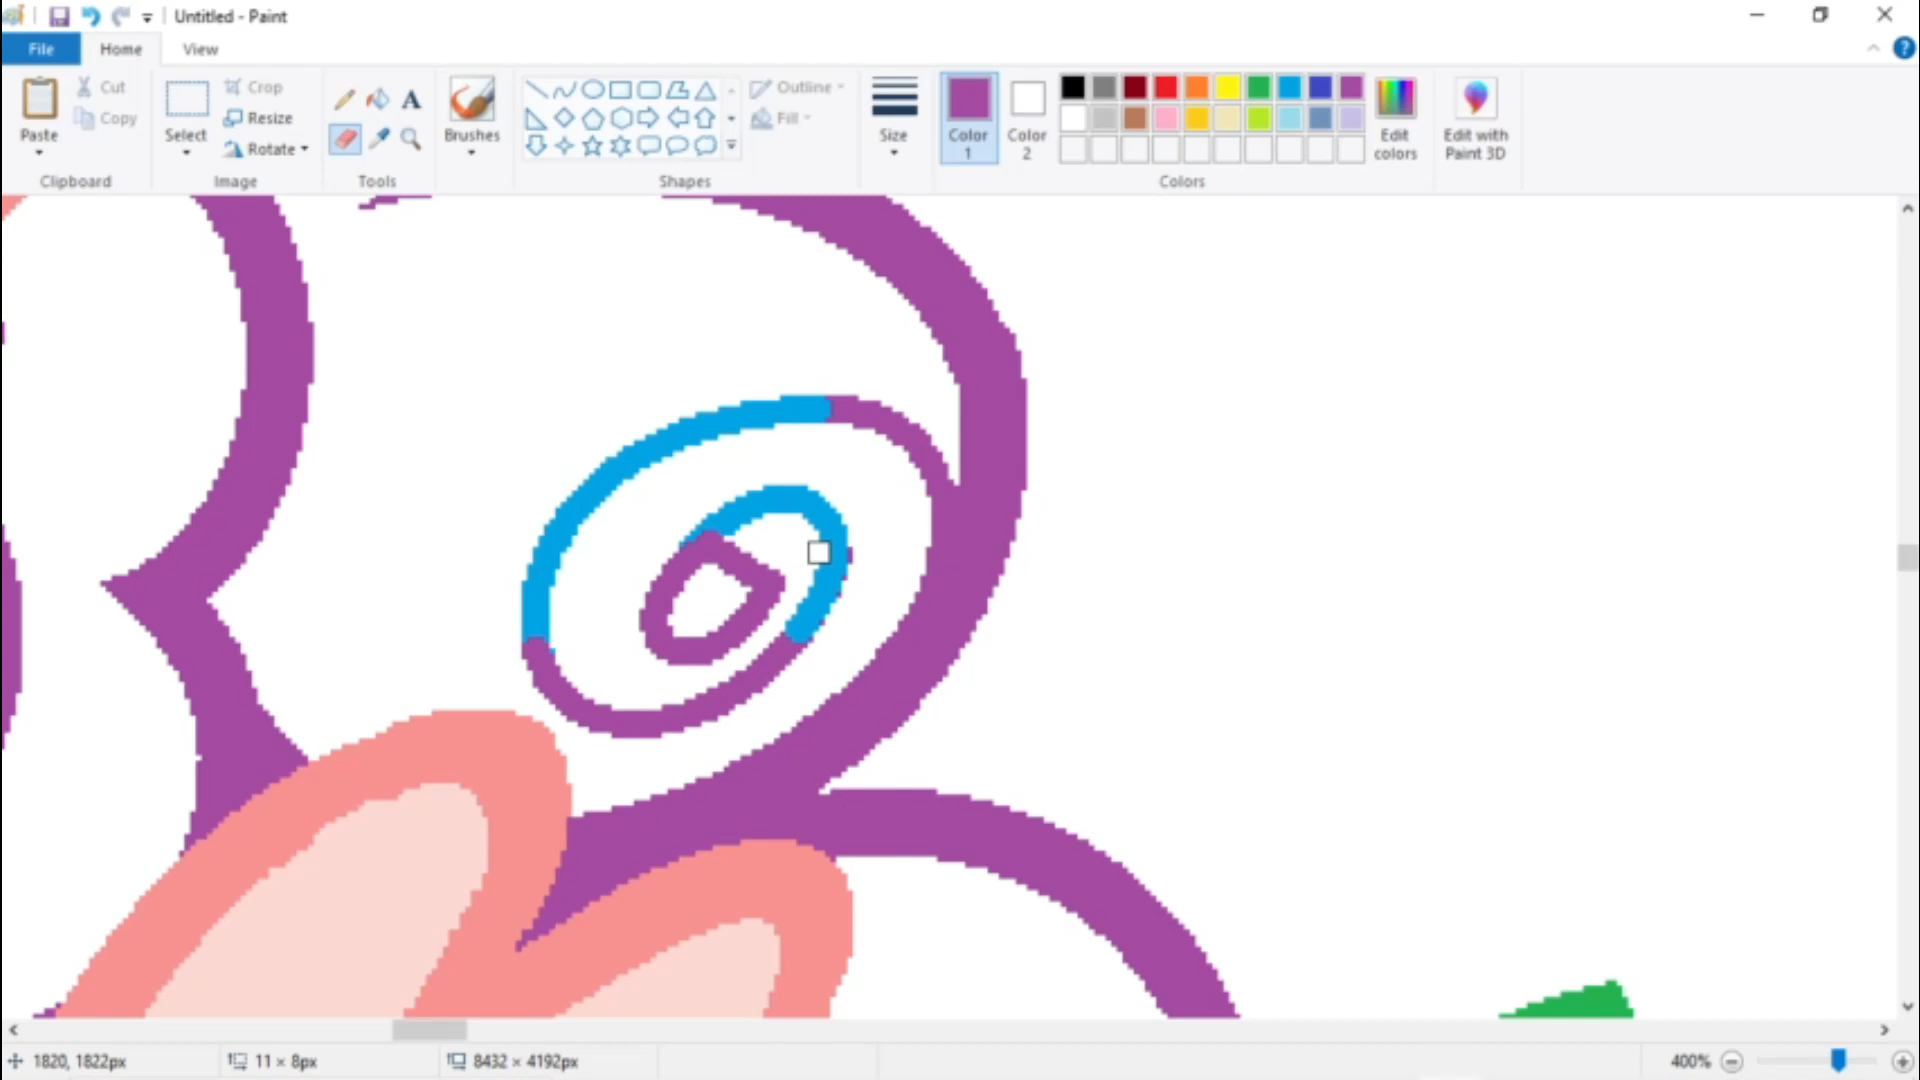 Untitled - Paint
File Home View
Paste
Cut
Copy
Clipboard
Select
Crop
Resize
Rotate
Image
A
Tools
Brushes
Outline
Fill
Shapes
Size
Color 1
Color 2
Edit colors
Edit with Paint 3D
Colors
1820, 1822px 11 × 8px 8432 × 4192px 400%